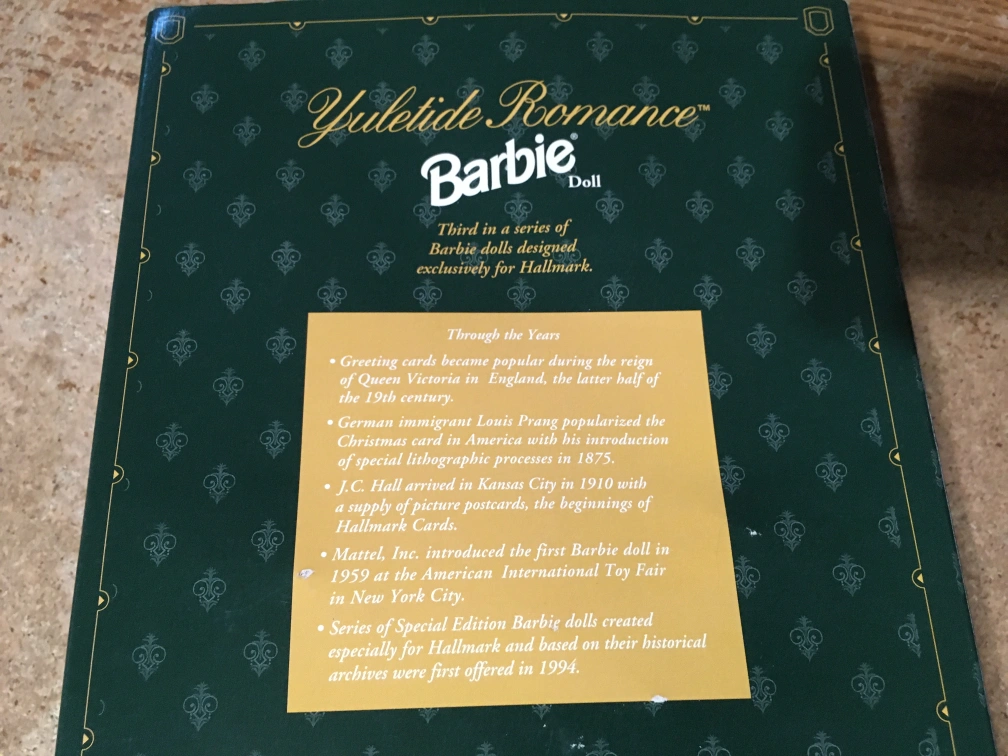 Yuletide Romance™
Barbie® Doll
Third in a series of
Barbie dolls designed
exclusively for Hallmark.
Through the Years
• Greeting cards became popular during the reign
of Queen Victoria in England, the latter half of
the 19th century.
• German immigrant Louis Prang popularized the
Christmas card in America with his introduction
of special lithographic processes in 1875.
• J.C. Hall arrived in Kansas City in 1910 with
a supply of picture postcards, the beginnings of
Hallmark Cards.
• Mattel, Inc. introduced the first Barbie doll in
1959 at the American International Toy Fair
in New York City.
• Series of Special Edition Barbie dolls created
especially for Hallmark and based on their historical
archives were first offered in 1994.